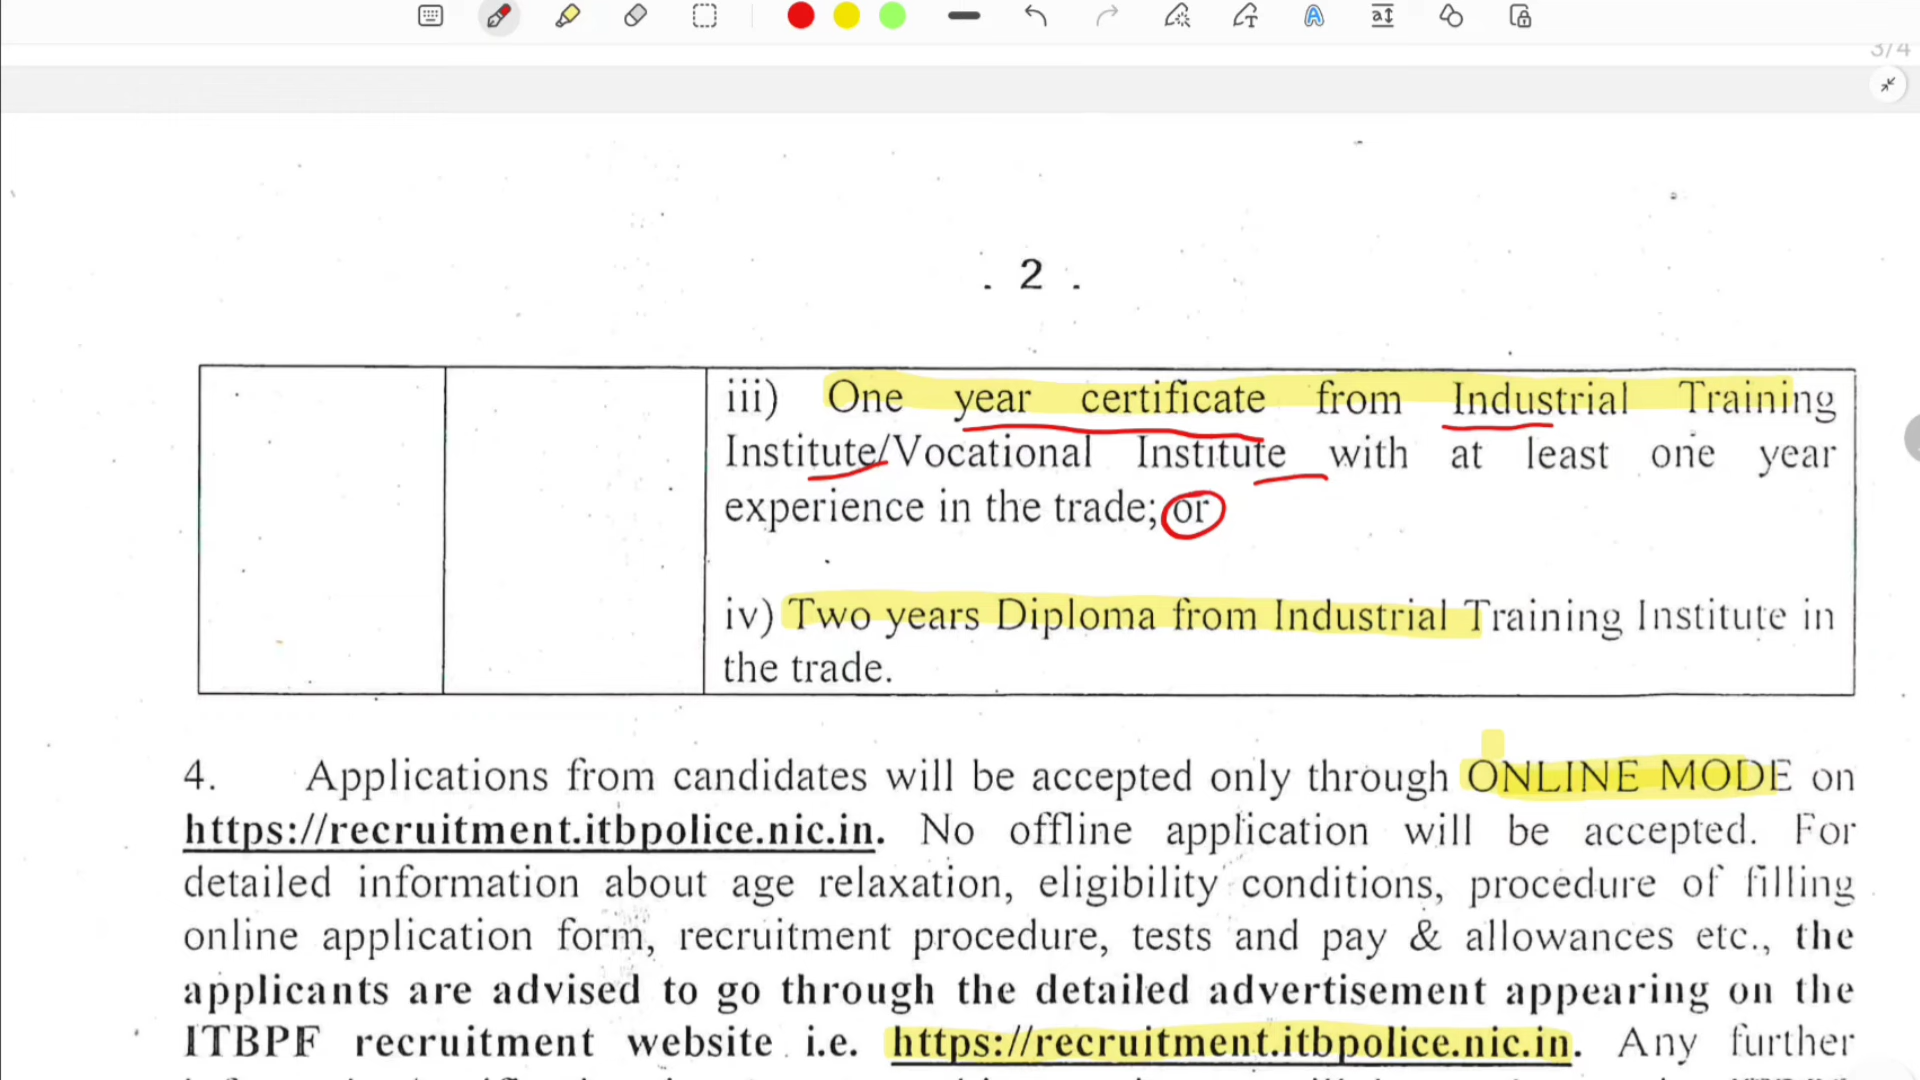 3/4
. 2 .
iii) One year certificate from Industrial Training
Institute/Vocational Institute with at least one year
experience in the trade; or
iv) Two years Diploma from Industrial Training Institute in
the trade.
4. Applications from candidates will be accepted only through ONLINE MODE on
https://recruitment.itbpolice.nic.in. No offline application will be accepted. For
detailed information about age relaxation, eligibility conditions, procedure of filling
online application form, recruitment procedure, tests and pay & allowances etc., the
applicants are advised to go through the detailed advertisement appearing on the
ITBPF recruitment website i.e. https://recruitment.itbpolice.nic.in. Any further